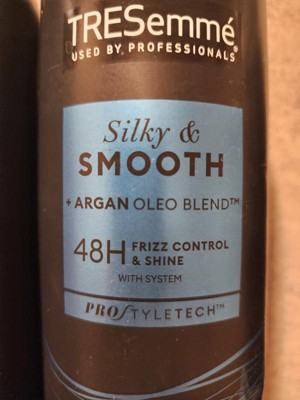 TRESemmé
USED BY PROFESSIONALS
Silky &
SMOOTH
+ ARGAN OLEO BLEND™
48H FRIZZ CONTROL
& SHINE
WITH SYSTEM
PROSTYLETECH™